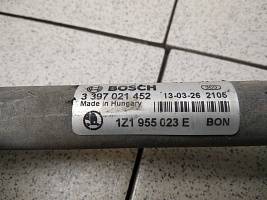 BOSCH
3 397 021 452 13-03-26 2105
Made in Hungary
1Z1 955 023 E BON